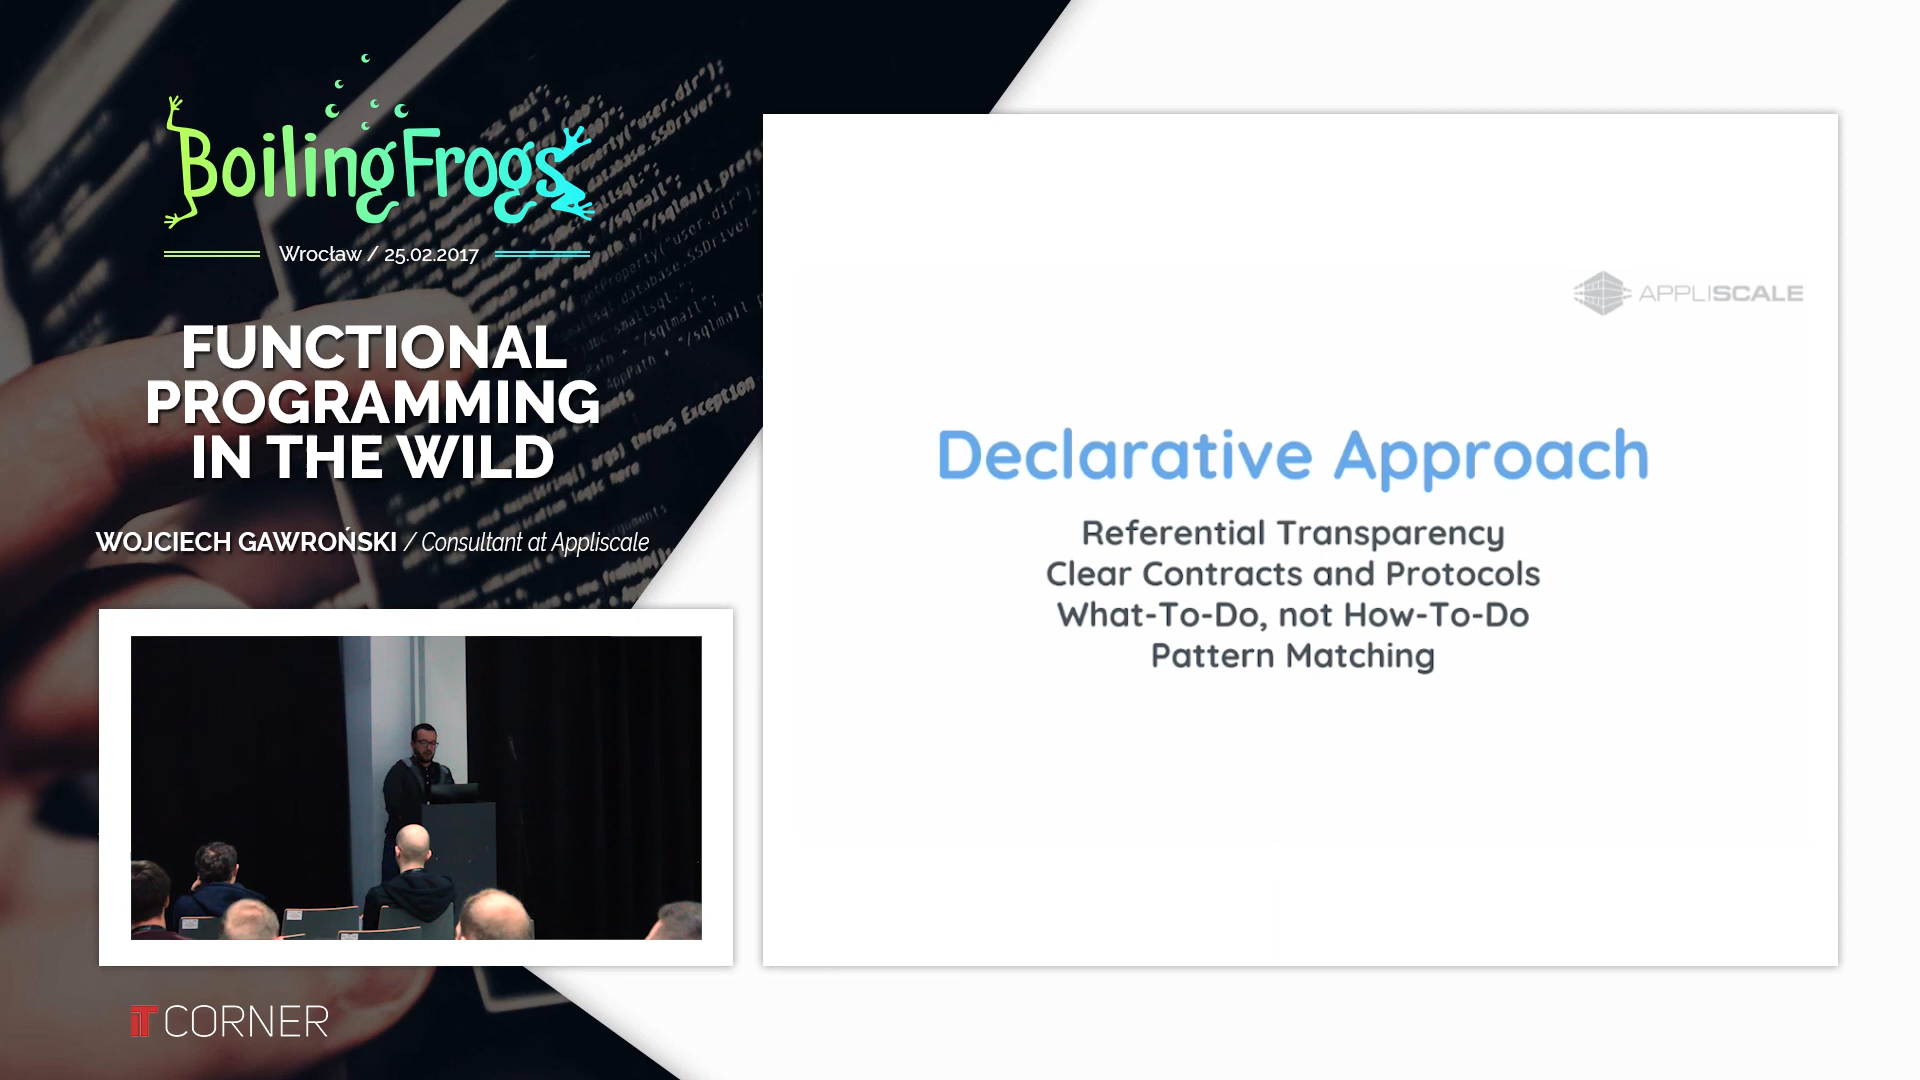 BoilingFrogs
Wrocław / 25.02.2017
FUNCTIONAL
PROGRAMMING
IN THE WILD
WOJCIECH GAWROŃSKI / Consultant at Appliscale
IT CORNER
APPLISCALE
Declarative Approach
Referential Transparency
Clear Contracts and Protocols
What-To-Do, not How-To-Do
Pattern Matching